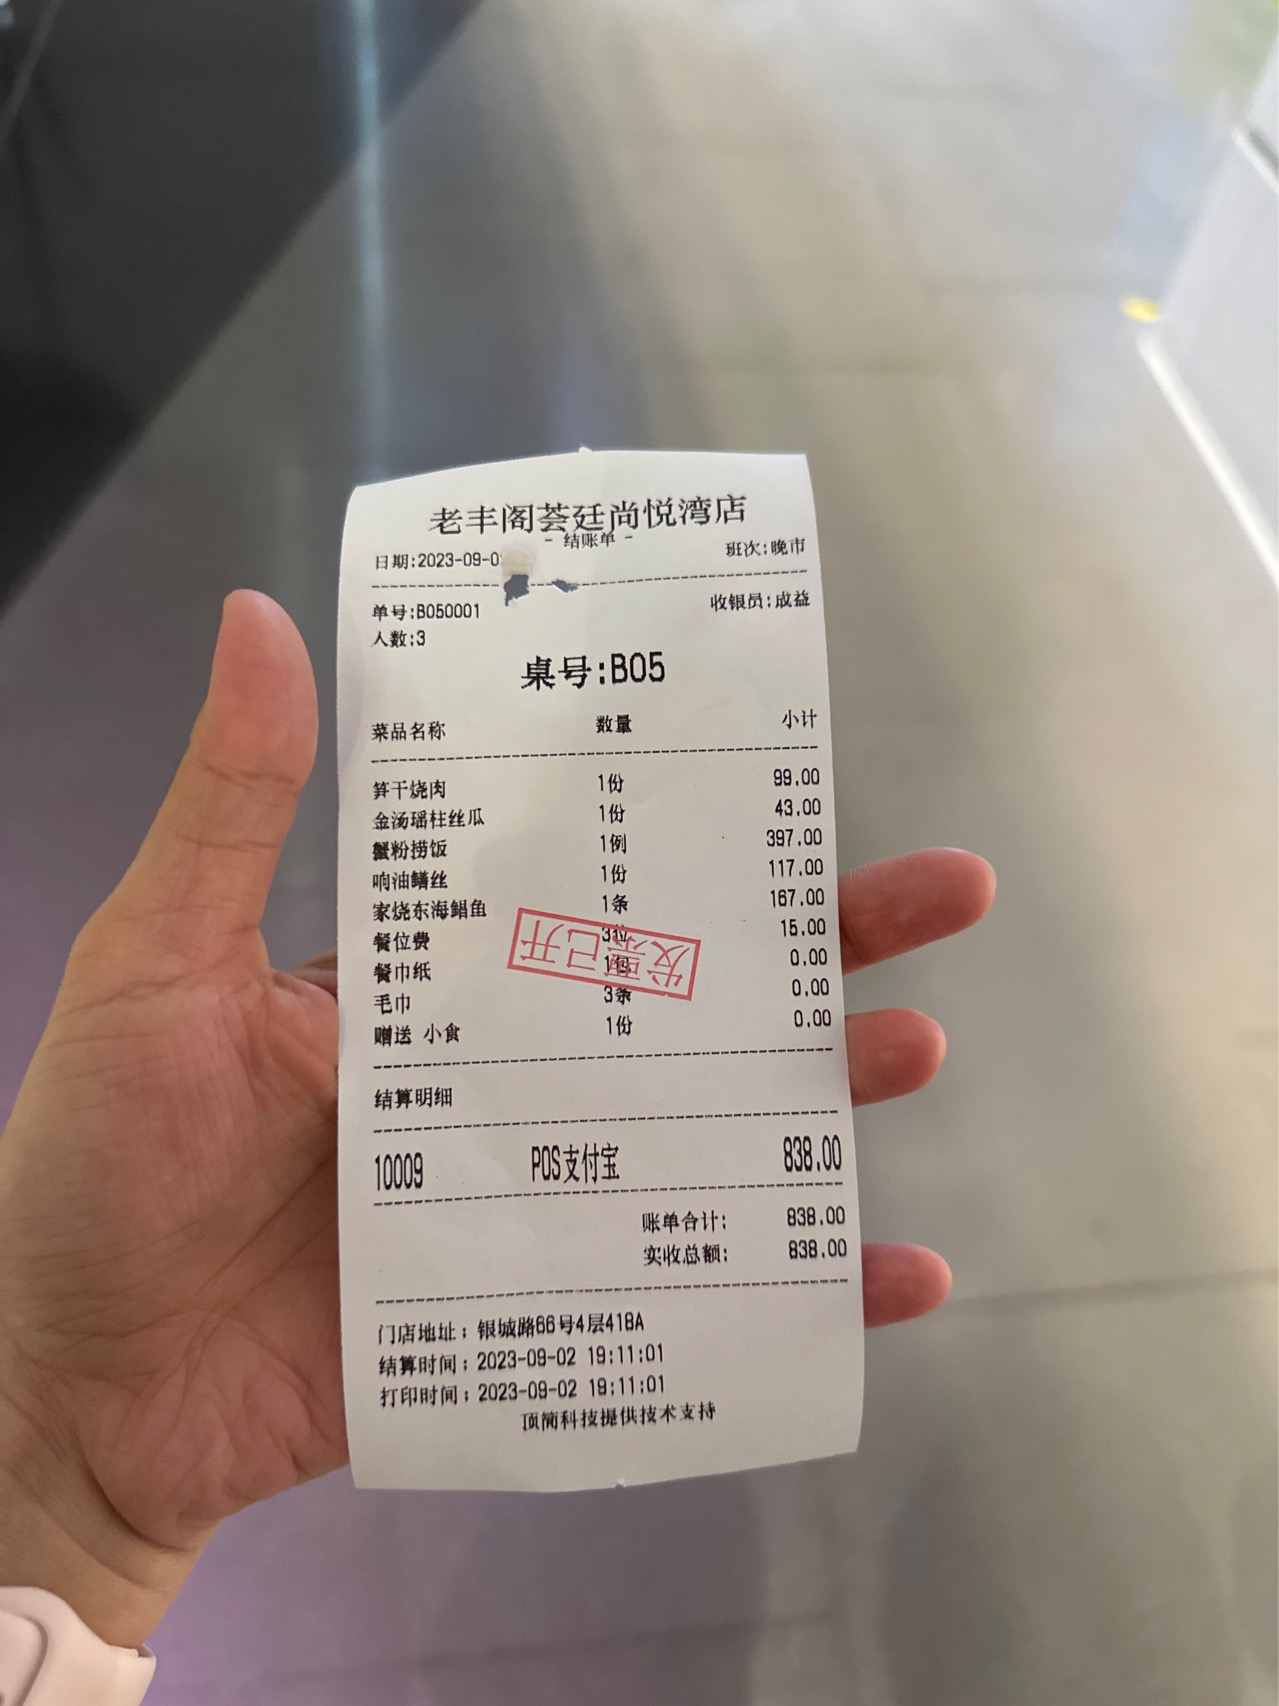 老丰阁荟廷尚悦湾店
- 结账单 -
日期:2023-09-0 班次:晚市
单号:B050001 收银员:成益
人数:3
桌号:B05
菜品名称 数量 小计
笋干烧肉 1份 99.00
金汤瑶柱丝瓜 1份 43.00
蟹粉捞饭 1例 397.00
响油鳝丝 1份 117.00
家烧东海鲳鱼 1条 167.00
餐位费 3位 15.00
餐巾纸 0.00
毛巾 3条 0.00
赠送 小食 1份 0.00
发票已开
结算明细
10009 POS支付宝 838.00
账单合计: 838.00
实收总额: 838.00
门店地址：银城路66号4层418A
结算时间：2023-09-02 19:11:01
打印时间：2023-09-02 19:11:01
顶简科技提供技术支持